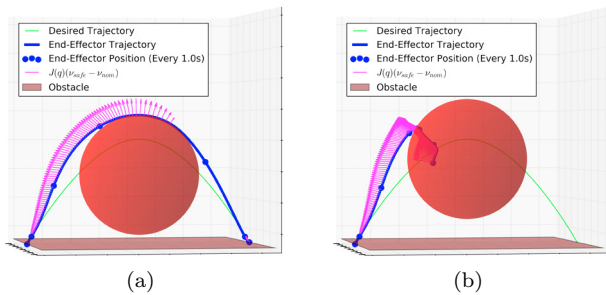 Desired Trajectory
End-Effector Trajectory
End-Effector Position (Every 1.0s)
J(q)(ν_safe − ν_nom)
Obstacle
(a)
Desired Trajectory
End-Effector Trajectory
End-Effector Position (Every 1.0s)
J(q)(ν_safe − ν_nom)
Obstacle
(b)